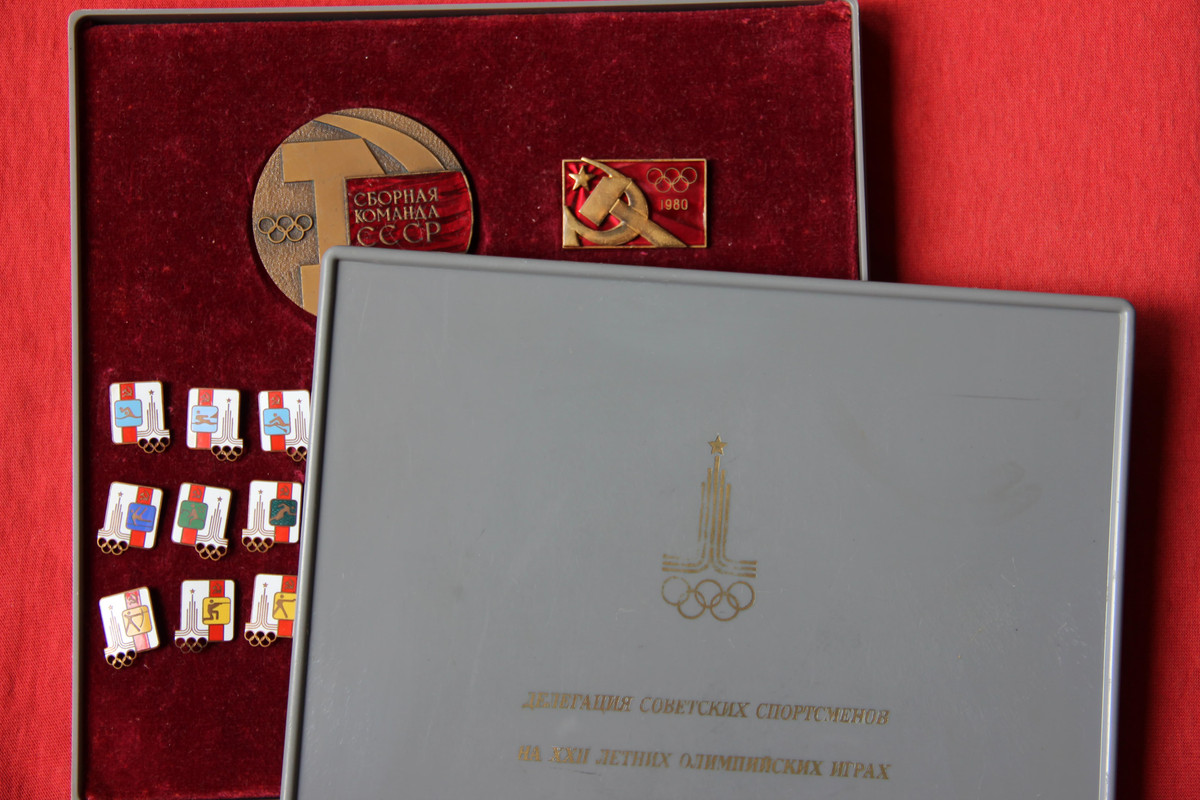 СБОРНАЯ
КОМАНДА
СССР
1980
ДЕЛЕГАЦИЯ СОВЕТСКИХ СПОРТСМЕНОВ
НА XXII ЛЕТНИХ ОЛИМПИЙСКИХ ИГРАХ